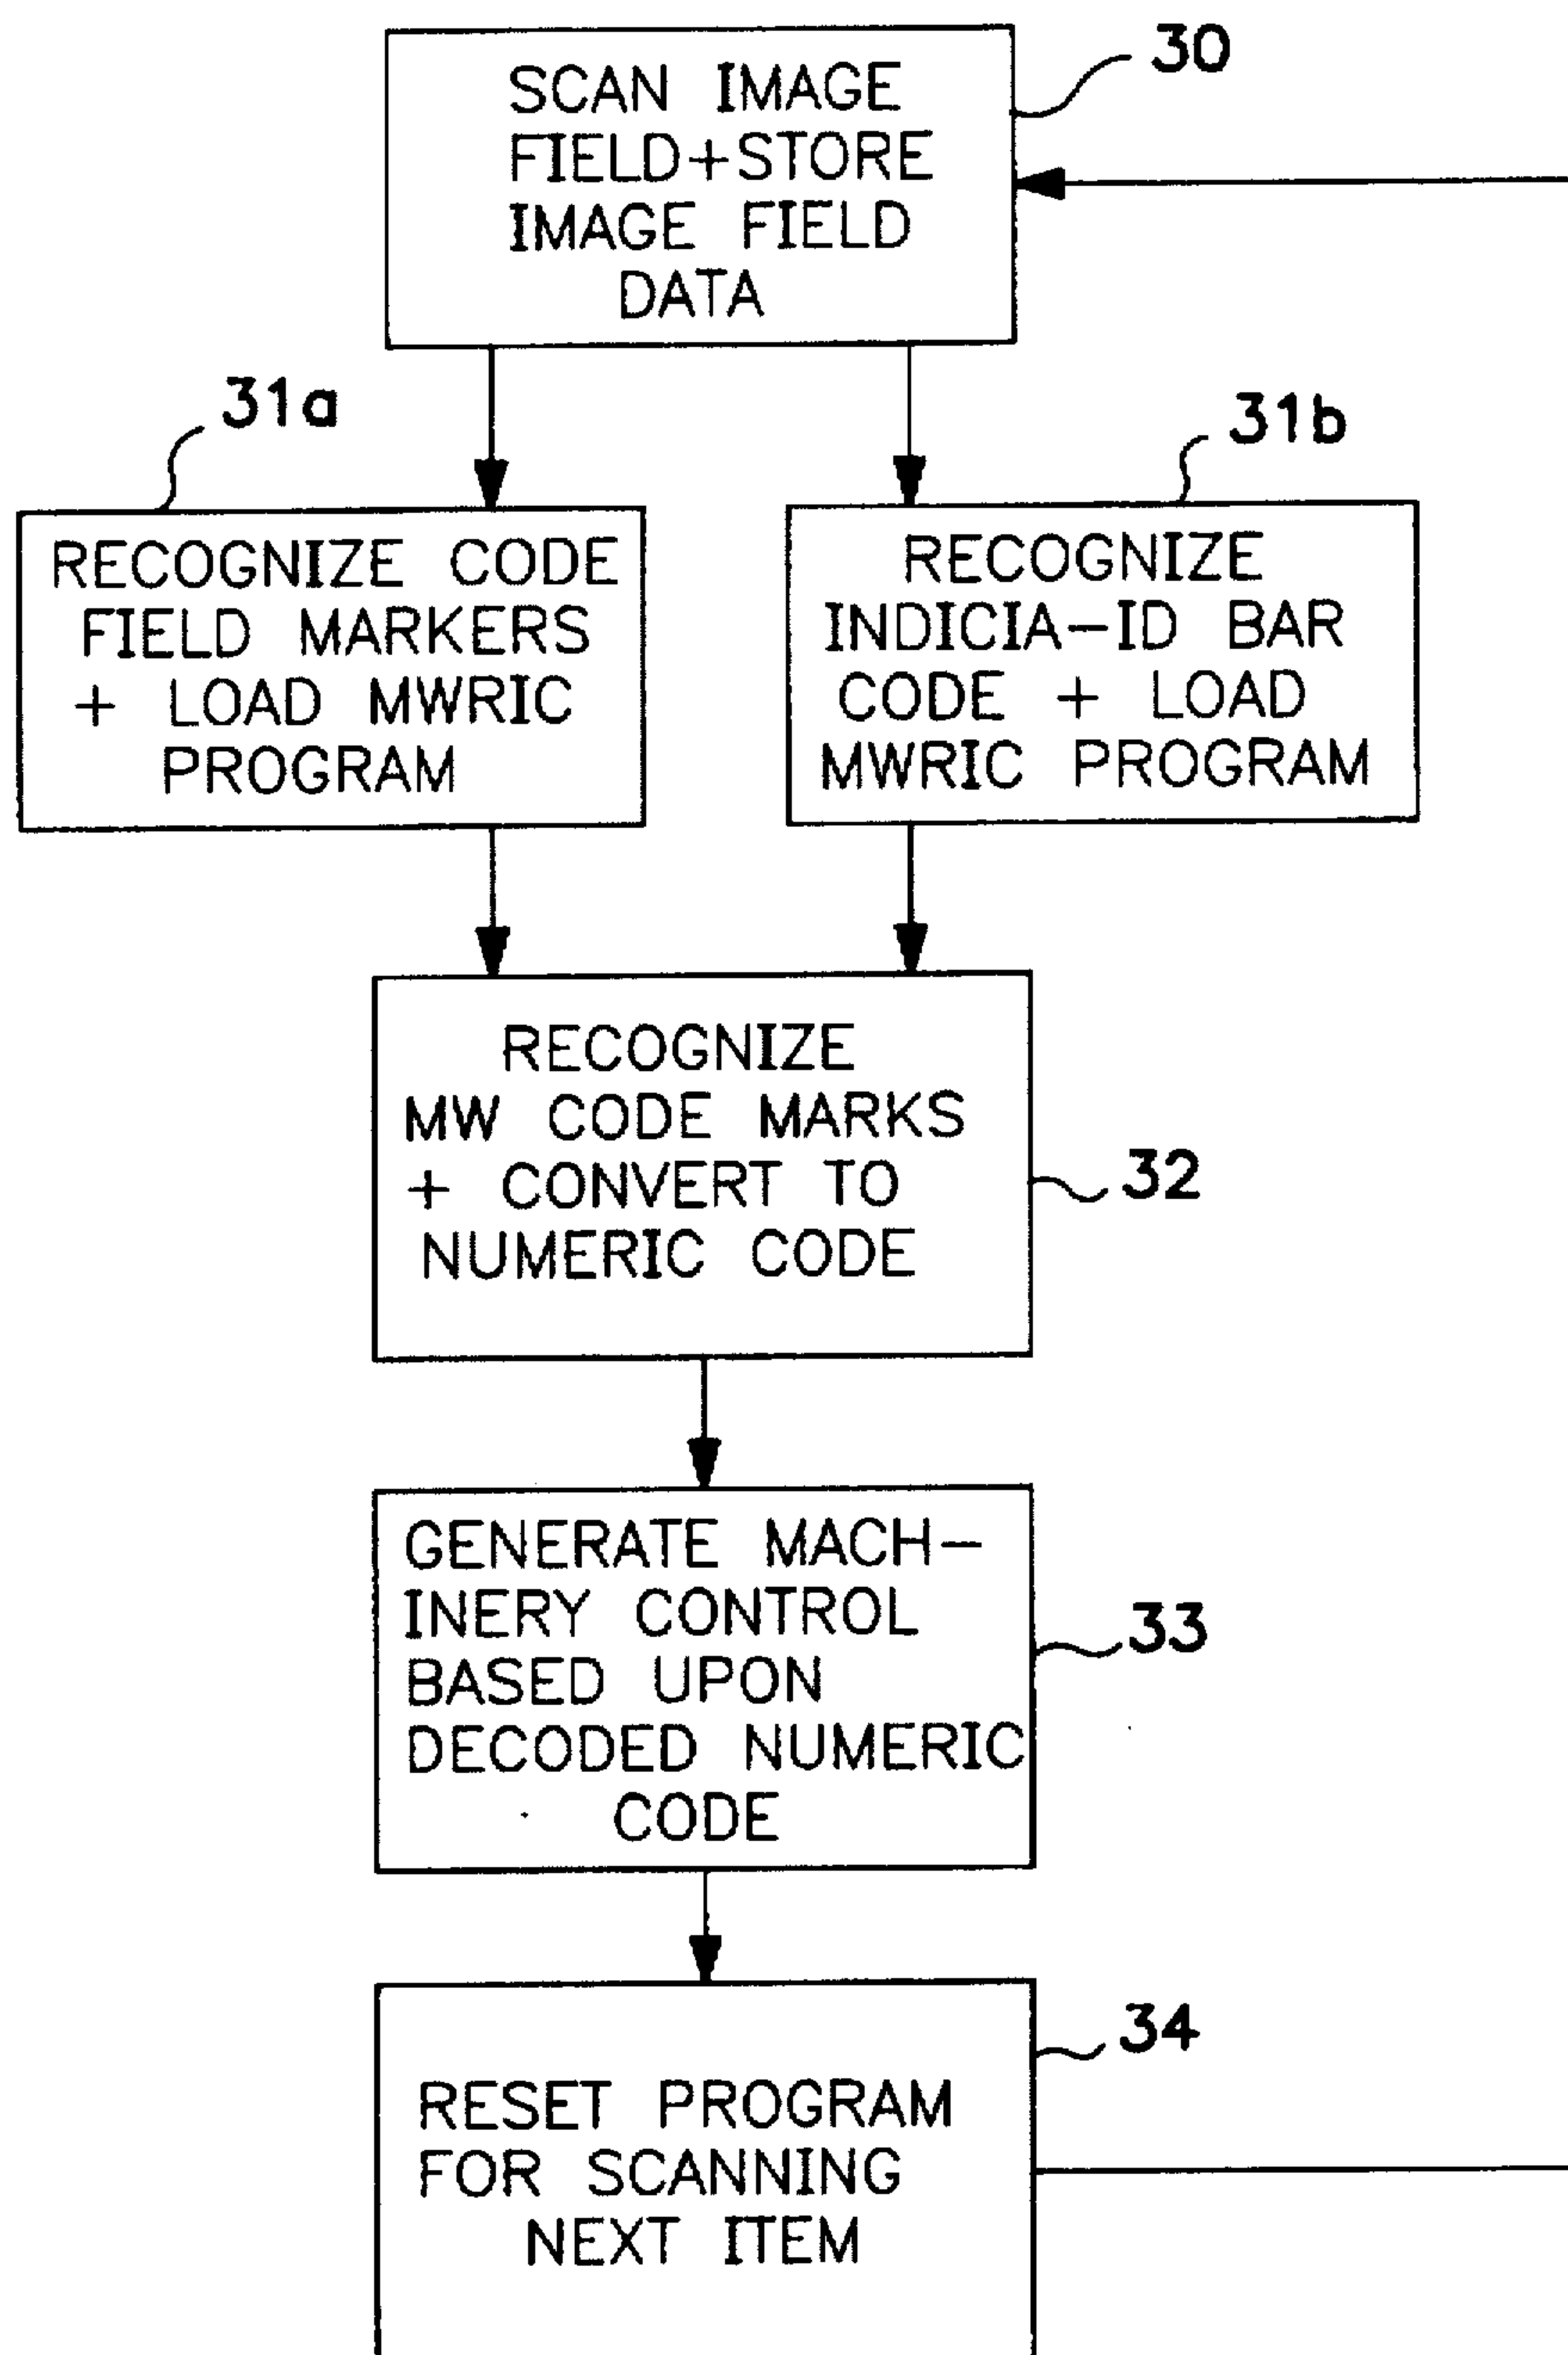 SCAN IMAGE
FIELD+STORE
IMAGE FIELD
DATA
30
31a
RECOGNIZE CODE
FIELD MARKERS
+ LOAD MWRIC
PROGRAM
31b
RECOGNIZE
INDICIA-ID BAR
CODE + LOAD
MWRIC PROGRAM
RECOGNIZE
MW CODE MARKS
+ CONVERT TO
NUMERIC CODE
32
GENERATE MACH-
INERY CONTROL
BASED UPON
DECODED NUMERIC
CODE
33
34
RESET PROGRAM
FOR SCANNING
NEXT ITEM